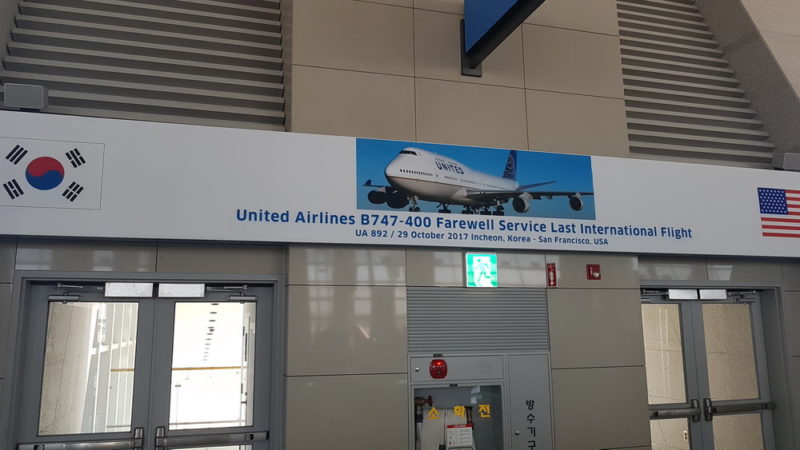 UNITED
United Airlines B747-400 Farewell Service Last International Flight
UA 892 / 29 October 2017 Incheon, Korea - San Francisco, USA
소 화 전
방수기구